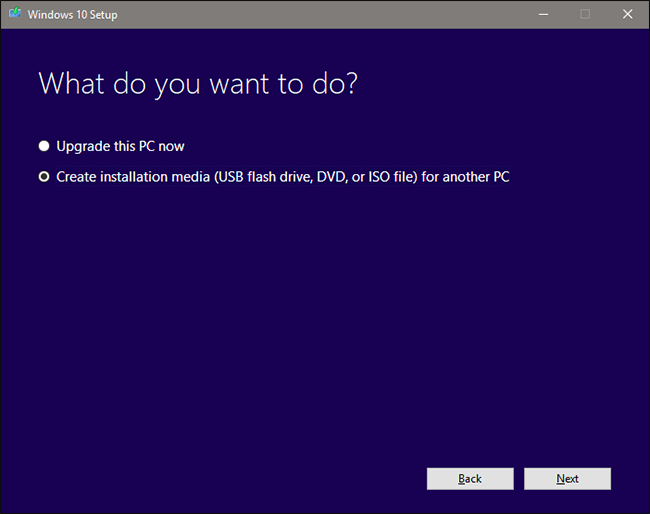 Windows 10 Setup
What do you want to do?
Upgrade this PC now
Create installation media (USB flash drive, DVD, or ISO file) for another PC
Back
Next